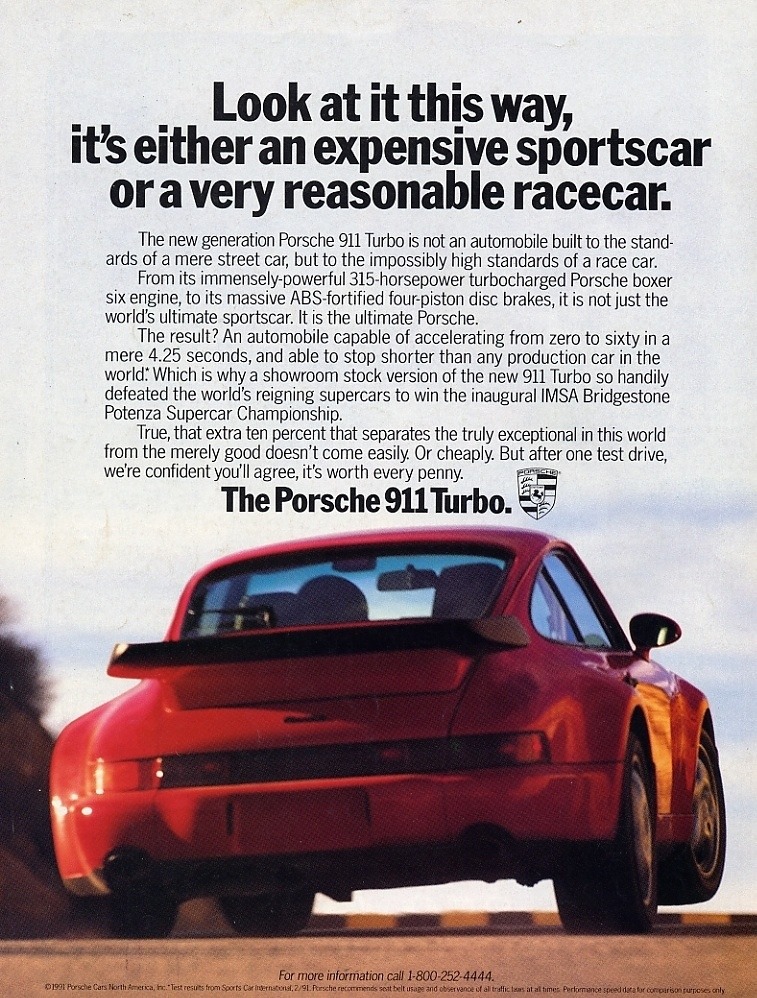 Look at it this way,
it's either an expensive sportscar
or a very reasonable racecar.
The new generation Porsche 911 Turbo is not an automobile built to the stand-
ards of a mere street car, but to the impossibly high standards of a race car.
From its immensely-powerful 315-horsepower turbocharged Porsche boxer
six engine, to its massive ABS-fortified four-piston disc brakes, it is not just the
world's ultimate sportscar. It is the ultimate Porsche.
The result? An automobile capable of accelerating from zero to sixty in a
mere 4.25 seconds, and able to stop shorter than any production car in the
world.* Which is why a showroom stock version of the new 911 Turbo so handily
defeated the world's reigning supercars to win the inaugural IMSA Bridgestone
Potenza Supercar Championship.
True, that extra ten percent that separates the truly exceptional in this world
from the merely good doesn't come easily. Or cheaply. But after one test drive,
we're confident you'll agree, it's worth every penny.
PORSCHE
The Porsche 911 Turbo.
For more information call 1-800-252-4444.
©1991 Porsche Cars North America, Inc. *Test results from Sports Car International, 2/91. Porsche recommends seat belt usage and observance of all traffic laws at all times. Performance speed data for comparison purposes only.